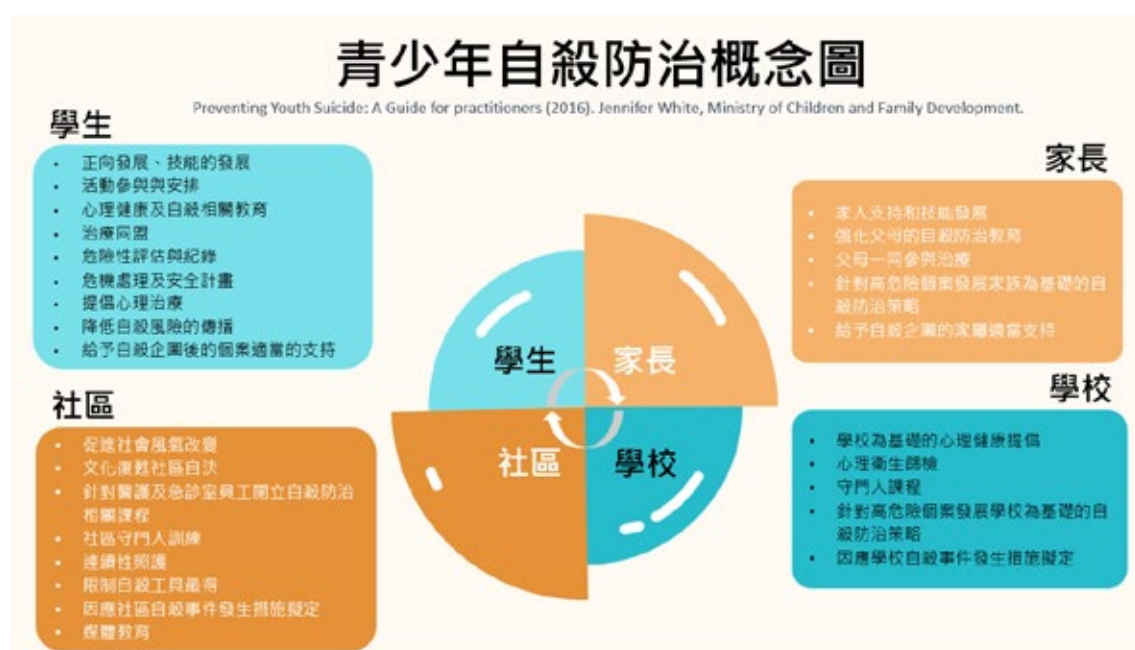 青少年自殺防治概念圖
Preventing Youth Suicide: A Guide for practitioners (2016). Jennifer White, Ministry of Children and Family Development.
學生
• 正向發展、技能的發展
• 活動參與與安排
• 心理健康及自殺相關教育
• 治療同盟
• 危險性評估與紀錄
• 危機處理及安全計畫
• 提倡心理治療
• 降低自殺風險的傳播
• 給予自殺企圖後的個案適當的支持
家長
• 家人支持和技能發展
• 強化父母的自殺防治教育
• 父母一同參與治療
• 針對高危險個案發展家族為基礎的自
殺防治策略
• 給予自殺企圖的家屬適當支持
學生
家長
社區
學校
社區
• 促進社會風氣改變
• 文化復甦社區自決
• 針對醫護及急診室員工開立自殺防治
相關課程
• 社區守門人訓練
• 連續性照護
• 限制自殺工具取得
• 因應社區自殺事件發生措施擬定
• 媒體教育
學校
• 學校為基礎的心理健康提倡
• 心理衛生篩檢
• 守門人課程
• 針對高危險個案發展學校為基礎的自
殺防治策略
• 因應學校自殺事件發生措施擬定